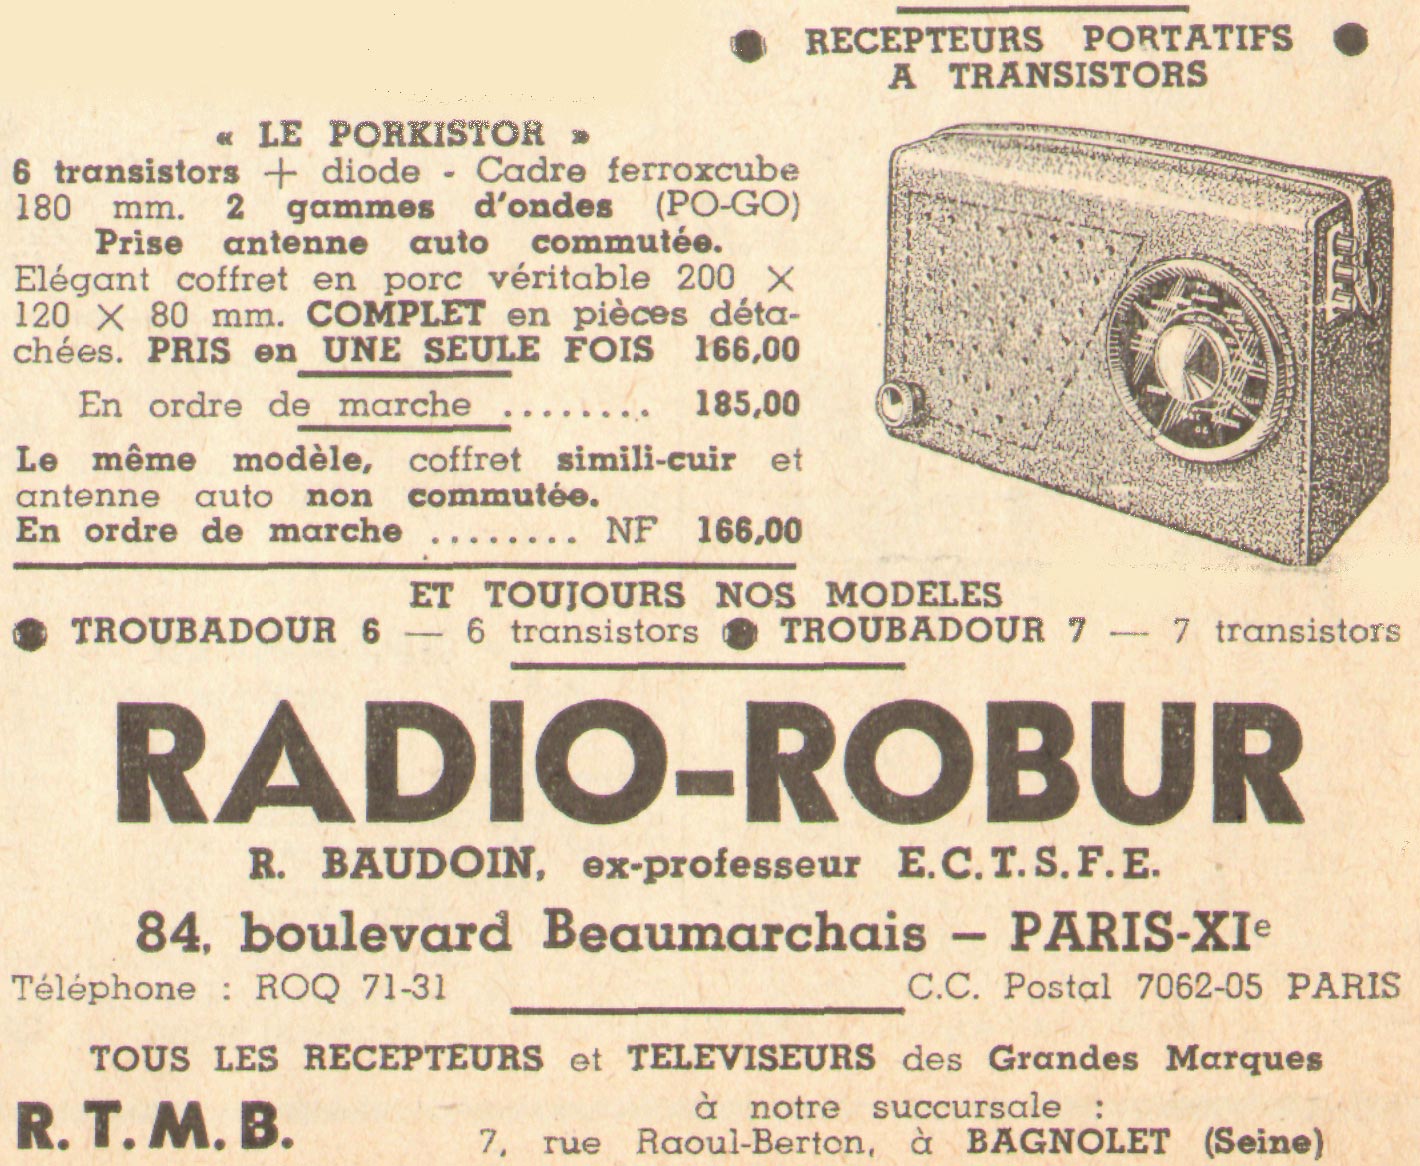 ● RECEPTEURS PORTATIFS ●
A TRANSISTORS
« LE PORKISTOR »
6 transistors + diode - Cadre ferroxcube
180 mm. 2 gammes d'ondes (PO-GO)
Prise antenne auto commutée.
Elégant coffret en porc véritable 200 ×
120 × 80 mm. COMPLET en pièces déta-
chées. PRIS en UNE SEULE FOIS 166,00
En ordre de marche ........ 185,00
Le même modèle, coffret simili-cuir et
antenne auto non commutée.
En ordre de marche ........ NF 166,00
ET TOUJOURS NOS MODELES
● TROUBADOUR 6 — 6 transistors ● TROUBADOUR 7 — 7 transistors
RADIO-ROBUR
R. BAUDOIN, ex-professeur E.C.T.S.F.E.
84, boulevard Beaumarchais – PARIS-XIe
Téléphone : ROQ 71-31 C.C. Postal 7062-05 PARIS
TOUS LES RECEPTEURS et TELEVISEURS des Grandes Marques
R.T.M.B. à notre succursale :
7, rue Raoul-Berton, à BAGNOLET (Seine)